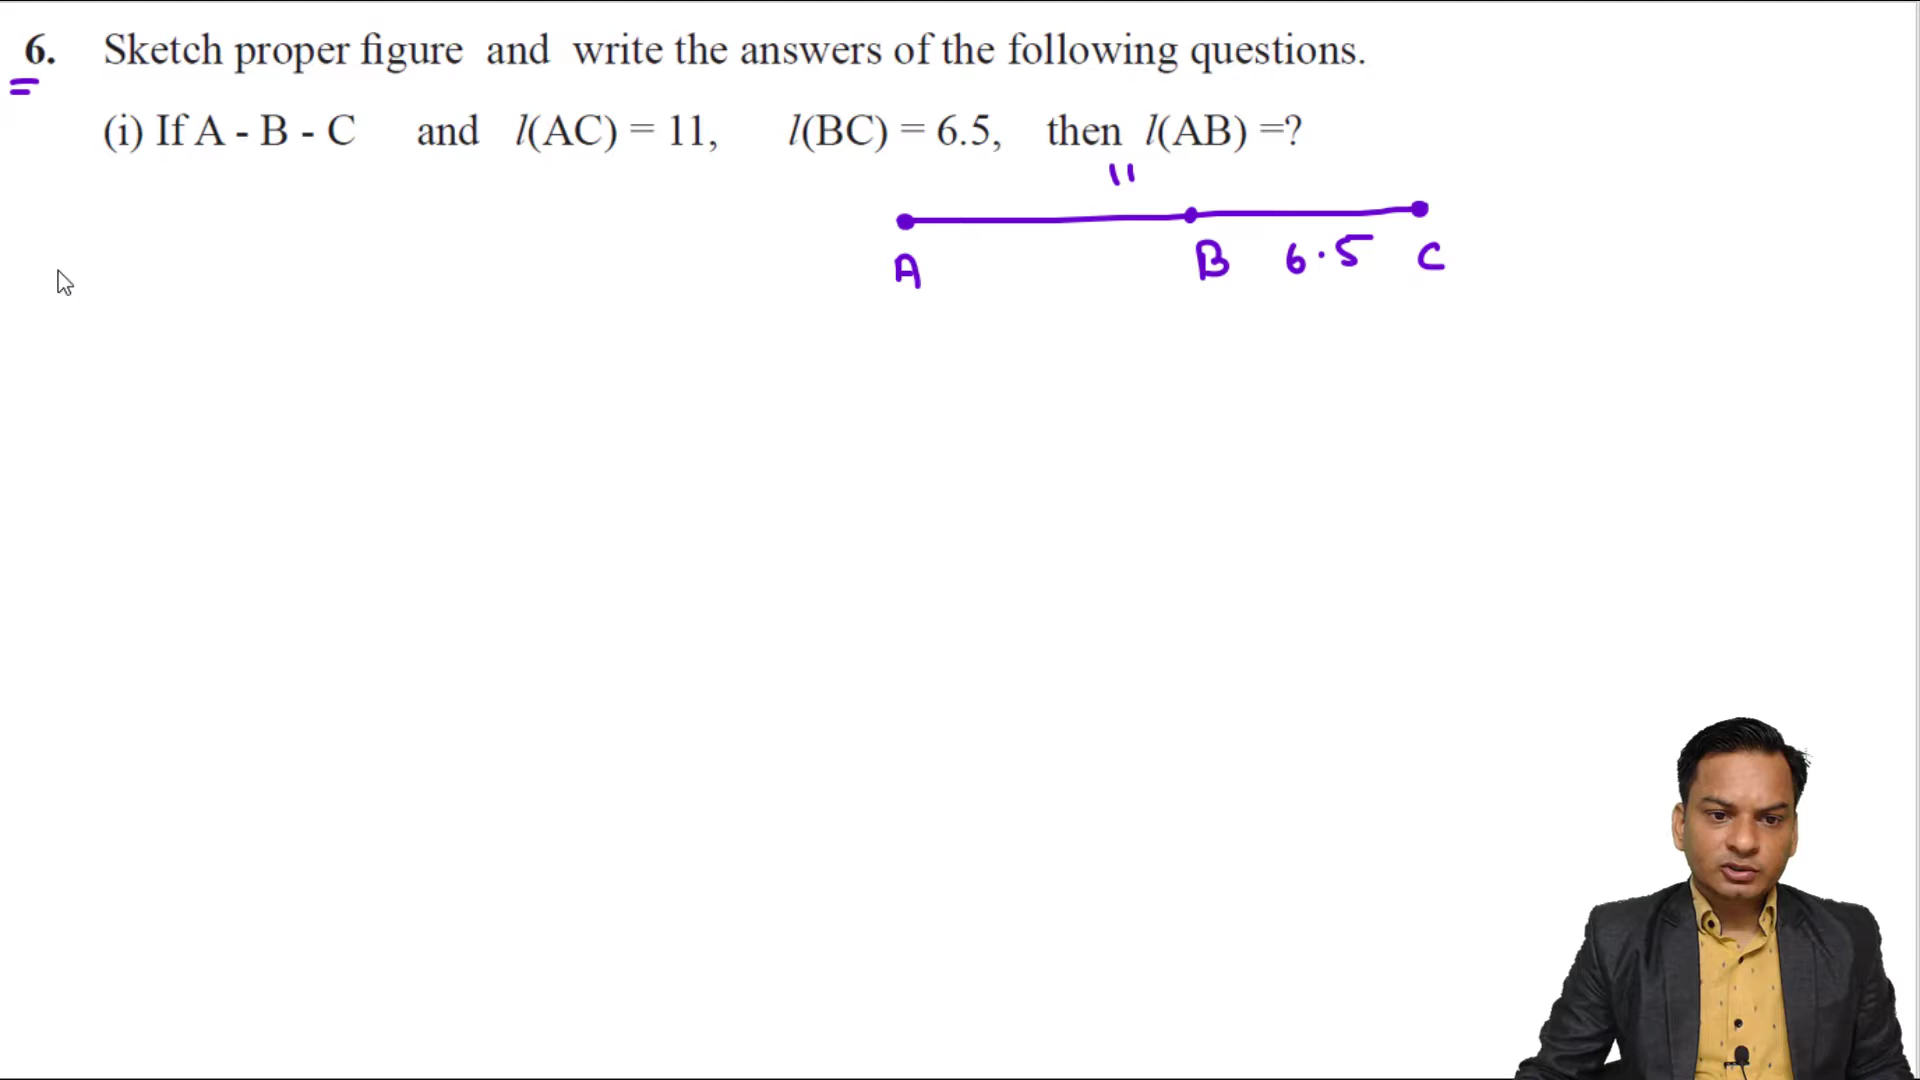 6. Sketch proper figure and write the answers of the following questions.
(i) If A - B - C and l(AC) = 11, l(BC) = 6.5, then l(AB) =?
11
A B 6.5 C